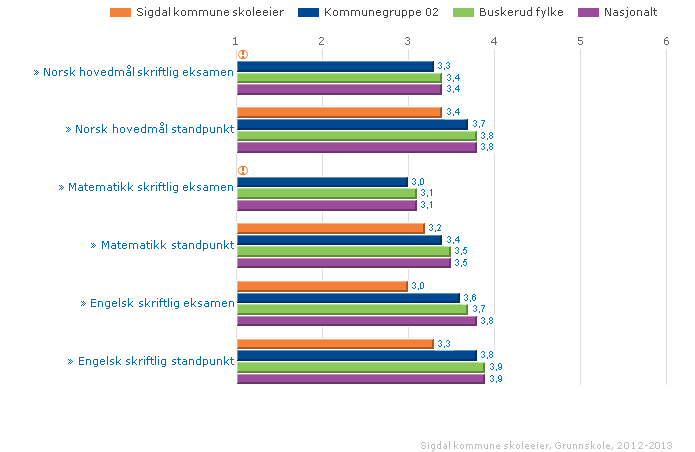 Sigdal kommune skoleeier Kommunegruppe 02 Buskerud fylke Nasjonalt
1 2 3 4 5 6
» Norsk hovedmål skriftlig eksamen
3,3
3,4
3,4
» Norsk hovedmål standpunkt
3,4
3,7
3,8
3,8
» Matematikk skriftlig eksamen
3,0
3,1
3,1
» Matematikk standpunkt
3,2
3,4
3,5
3,5
» Engelsk skriftlig eksamen
3,0
3,6
3,7
3,8
» Engelsk skriftlig standpunkt
3,3
3,8
3,9
3,9
Sigdal kommune skoleeier, Grunnskole, 2012-2013